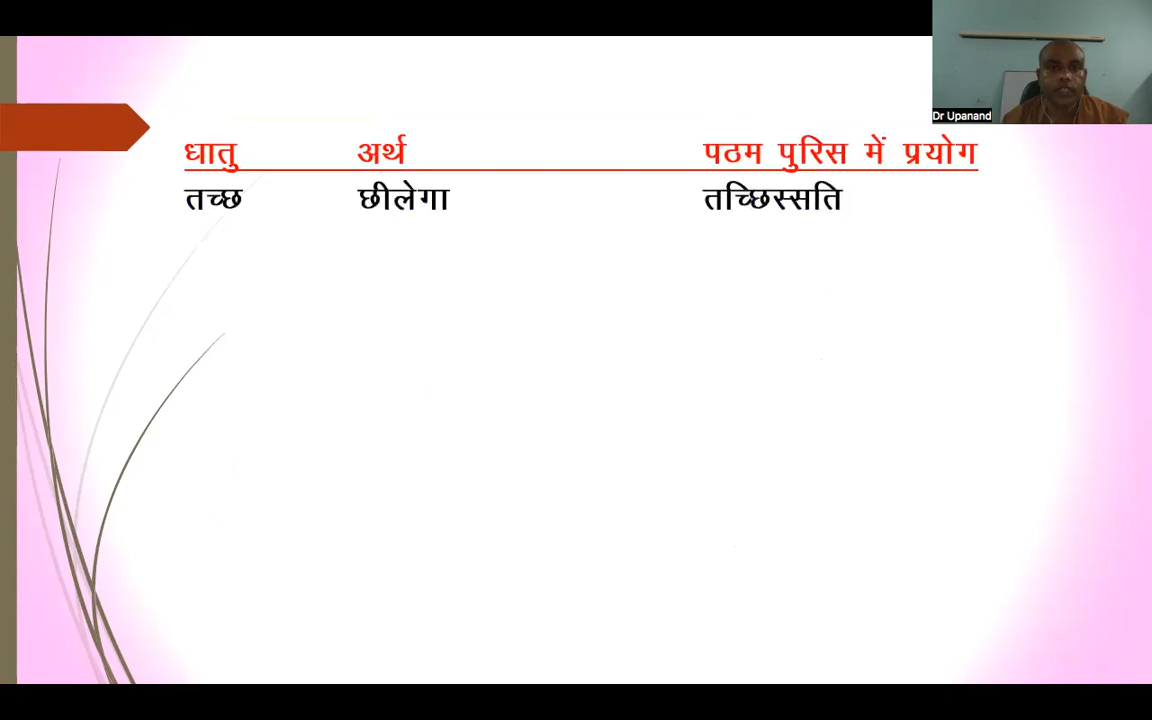 Dr Upanand
धातु अर्थ पठम पुरिस में प्रयोग
तच्छ छीलेगा तच्छिस्सति